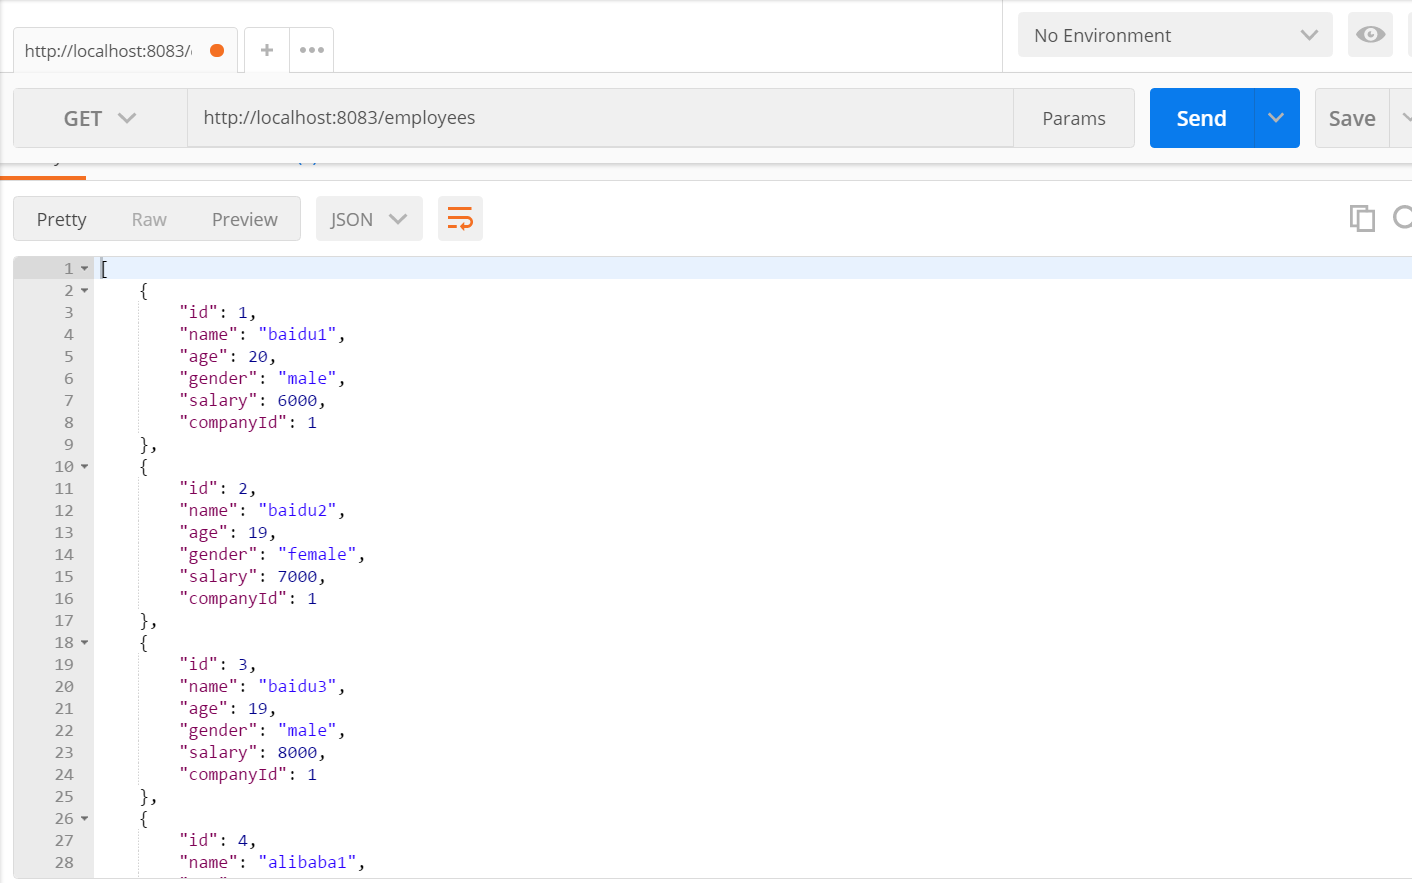 http://localhost:8083/
No Environment
GET
http://localhost:8083/employees
Params
Send
Save
Pretty
Raw
Preview
JSON
1 [
2 {
3 "id": 1,
4 "name": "baidu1",
5 "age": 20,
6 "gender": "male",
7 "salary": 6000,
8 "companyId": 1
9 },
10 {
11 "id": 2,
12 "name": "baidu2",
13 "age": 19,
14 "gender": "female",
15 "salary": 7000,
16 "companyId": 1
17 },
18 {
19 "id": 3,
20 "name": "baidu3",
21 "age": 19,
22 "gender": "male",
23 "salary": 8000,
24 "companyId": 1
25 },
26 {
27 "id": 4,
28 "name": "alibaba1",